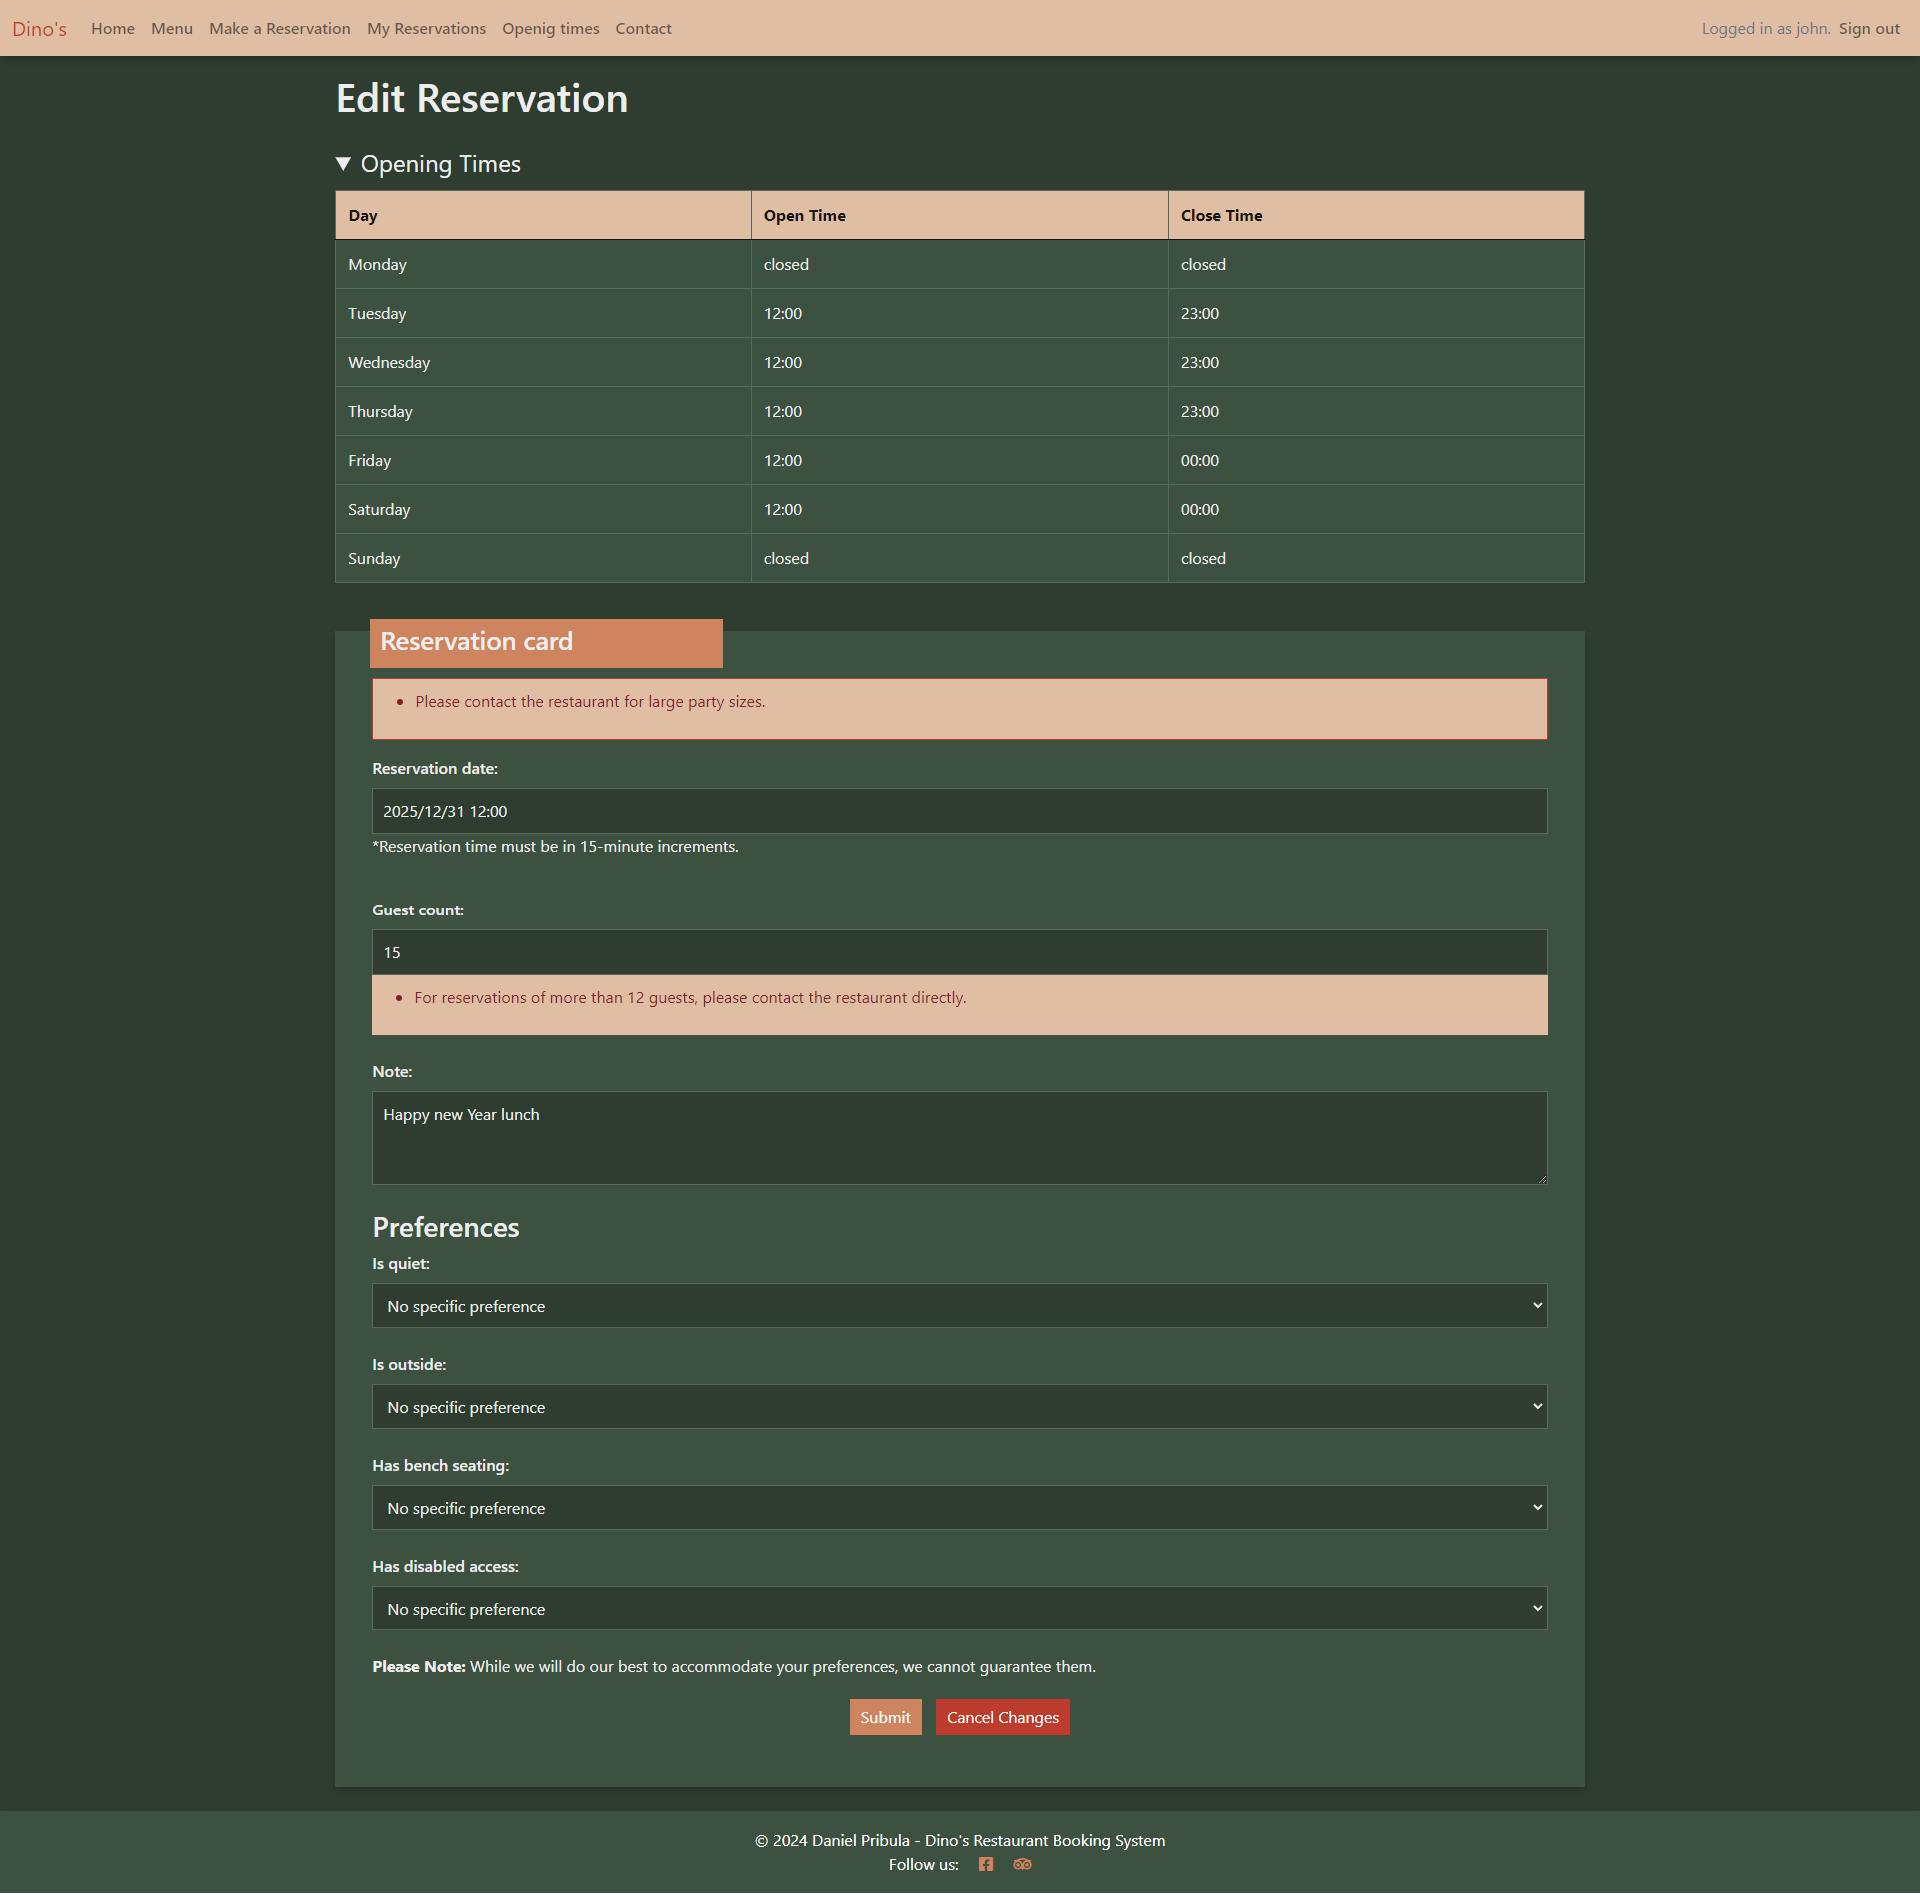 Dino's Home Menu Make a Reservation My Reservations Openig times Contact Logged in as john. Sign out
Edit Reservation
▼ Opening Times
Day Open Time Close Time
Monday closed closed
Tuesday 12:00 23:00
Wednesday 12:00 23:00
Thursday 12:00 23:00
Friday 12:00 00:00
Saturday 12:00 00:00
Sunday closed closed
Reservation card
• Please contact the restaurant for large party sizes.
Reservation date:
2025/12/31 12:00
*Reservation time must be in 15-minute increments.
Guest count:
15
• For reservations of more than 12 guests, please contact the restaurant directly.
Note:
Happy new Year lunch
Preferences
Is quiet:
No specific preference
Is outside:
No specific preference
Has bench seating:
No specific preference
Has disabled access:
No specific preference
Please Note: While we will do our best to accommodate your preferences, we cannot guarantee them.
Submit Cancel Changes
© 2024 Daniel Pribula - Dino's Restaurant Booking System
Follow us: